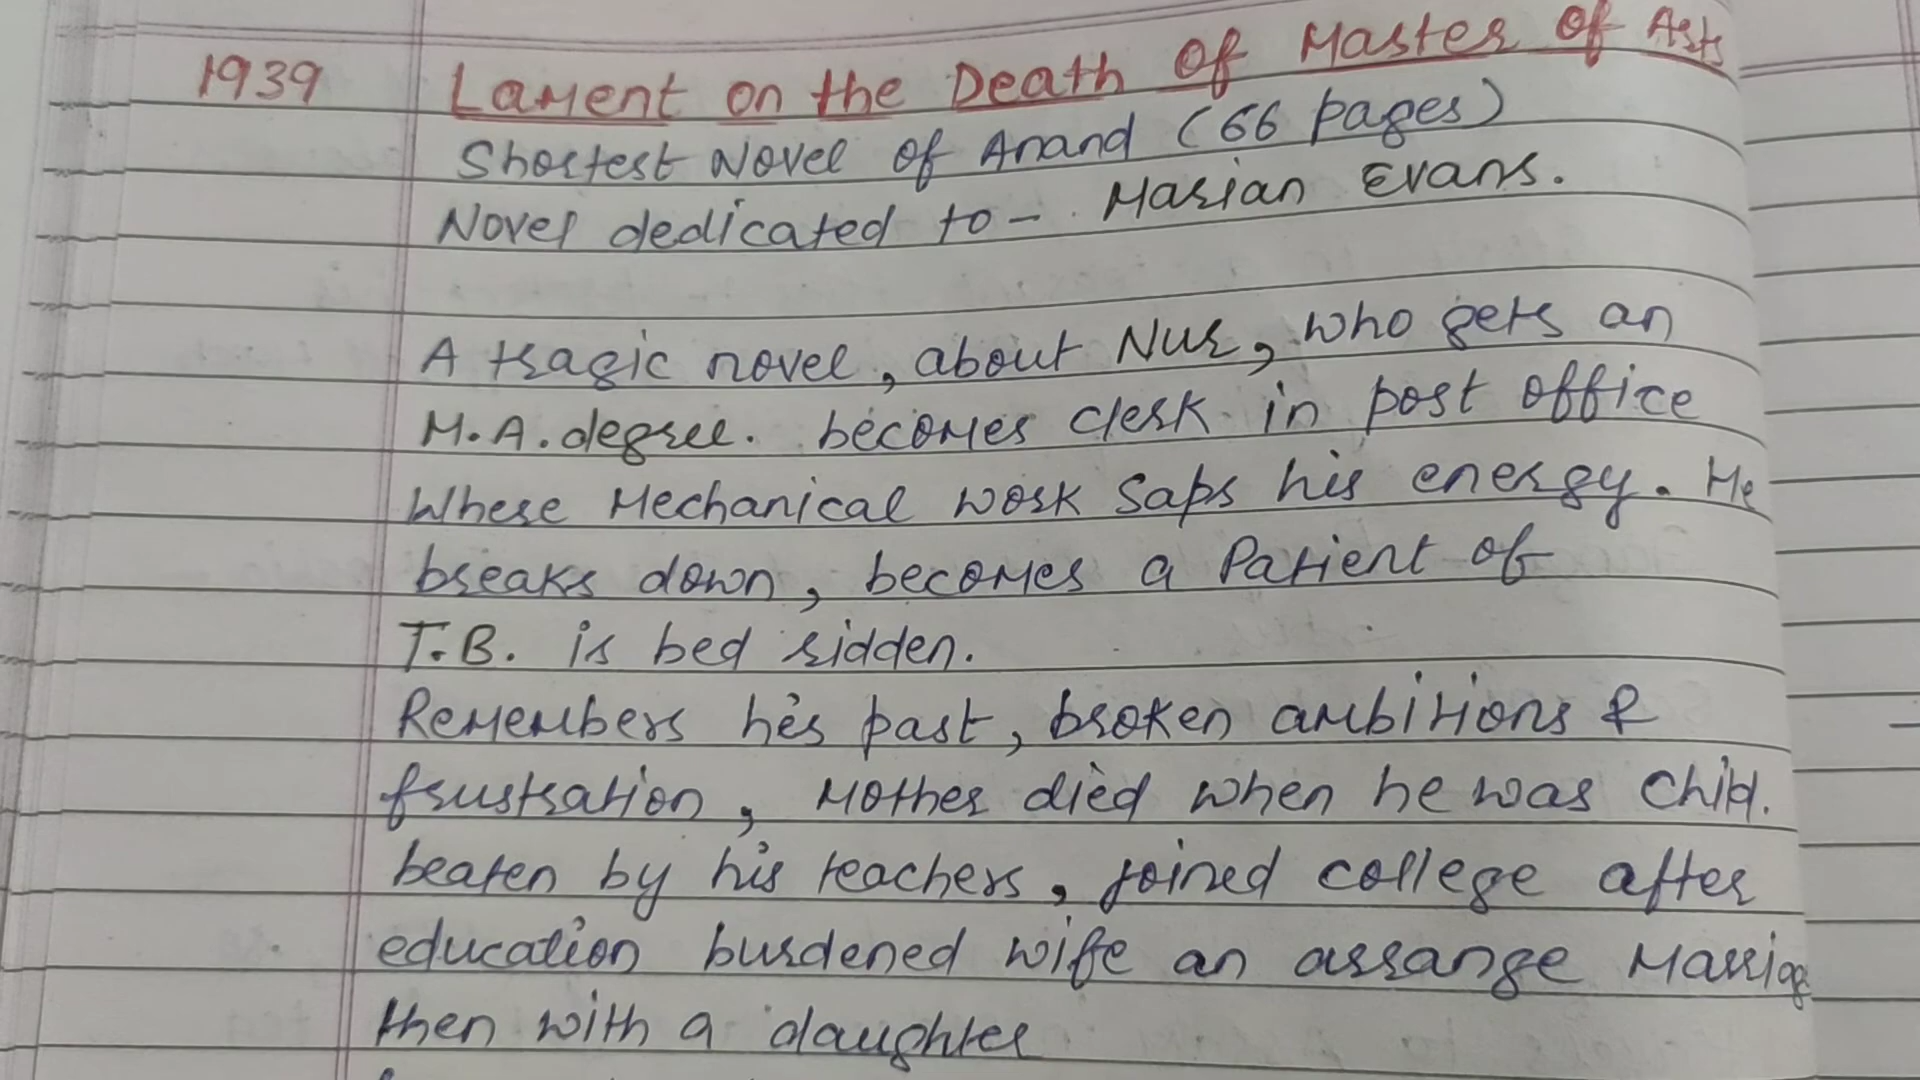 1939 Lament on the Death Of Master Of Arts
Shortest Novel of Anand (66 pages)
Novel dedicated to - Marian Evans.
A tragic novel, about Nur, who gets an
M.A. degree. becomes clerk in post office
Where Mechanical work saps his energy. He
breaks down, becomes a Patient of
T.B. is bed ridden.
Remembers his past, broken ambitions &
frustration, Mother died when he was child.
beaten by his teachers, joined college after
education burdened wife an arrange Marriage
then with a daughter